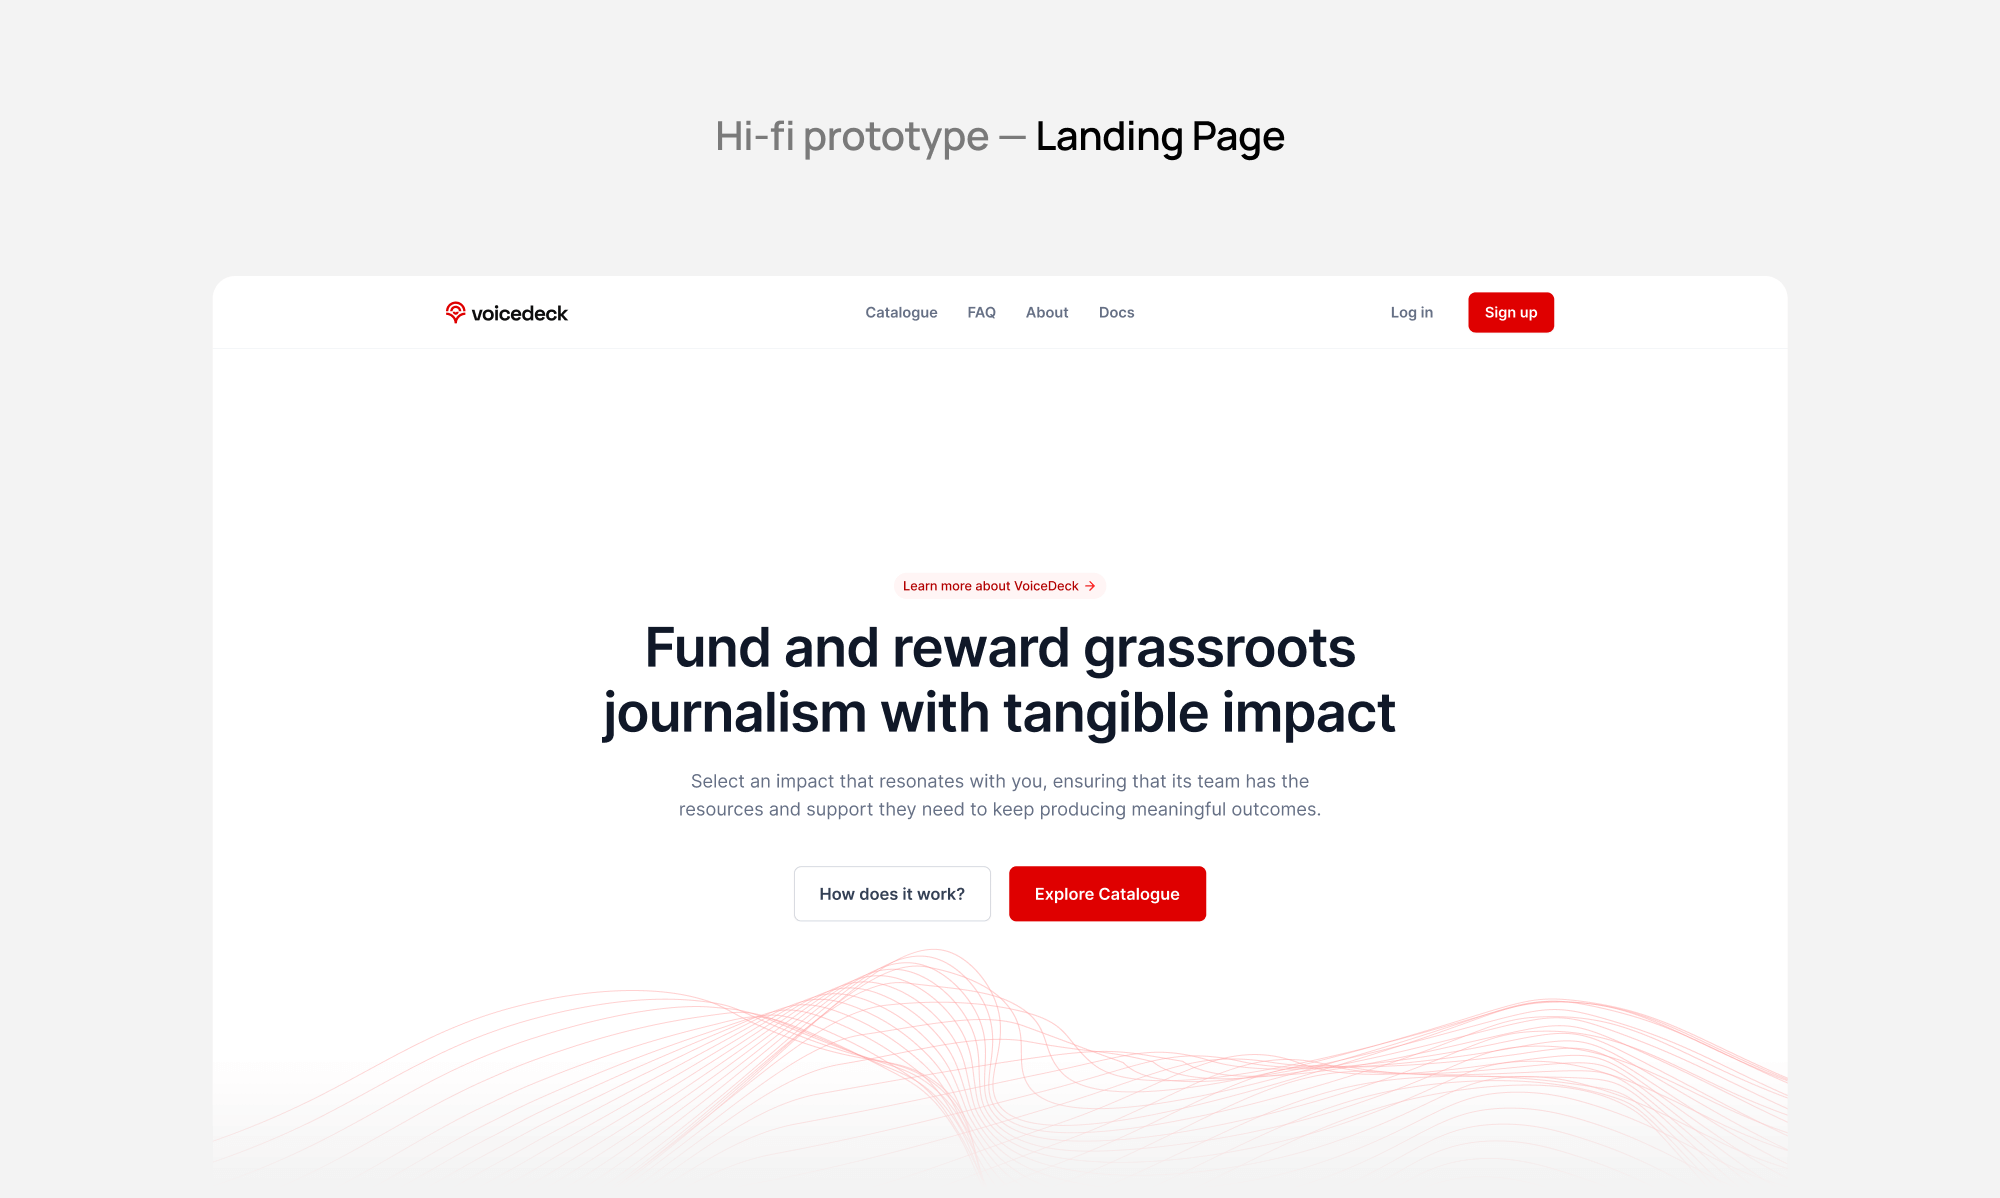 Hi-fi prototype — Landing Page
voicedeck
Catalogue FAQ About Docs
Log in Sign up
Learn more about VoiceDeck →
Fund and reward grassroots
journalism with tangible impact
Select an impact that resonates with you, ensuring that its team has the
resources and support they need to keep producing meaningful outcomes.
How does it work? Explore Catalogue